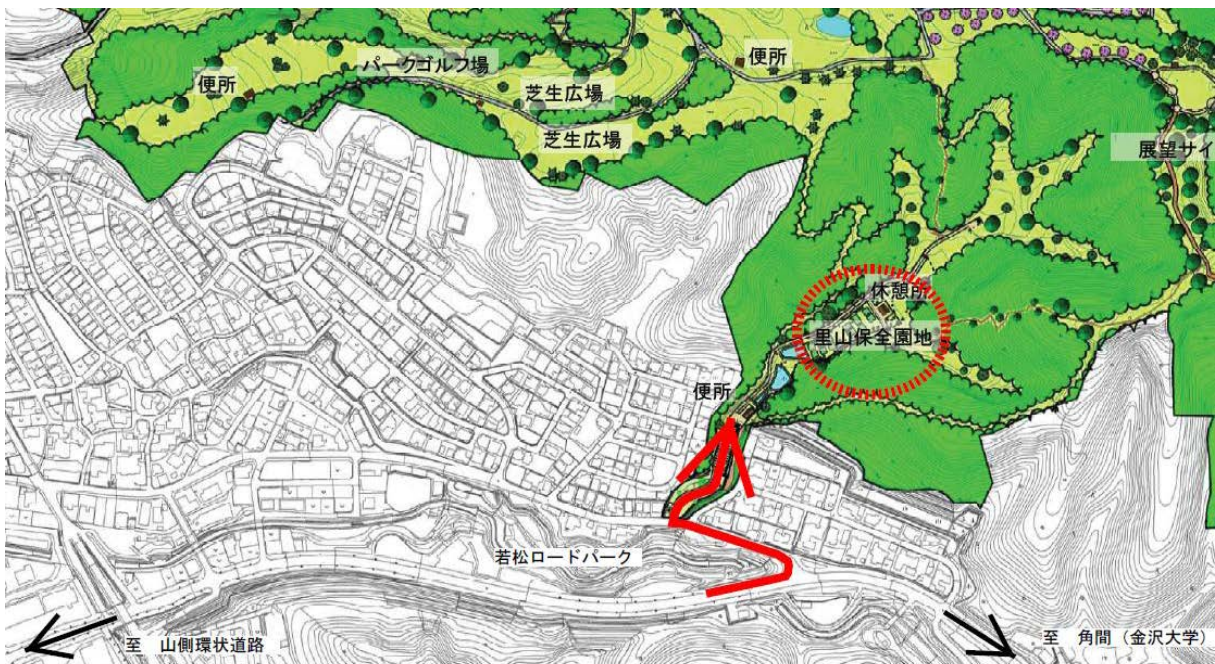 便所
パークゴルフ場
便所
芝生広場
芝生広場
展望サイ
休憩所
里山保全園地
便所
若松ロードパーク
至 山側環状道路
至 角間（金沢大学）